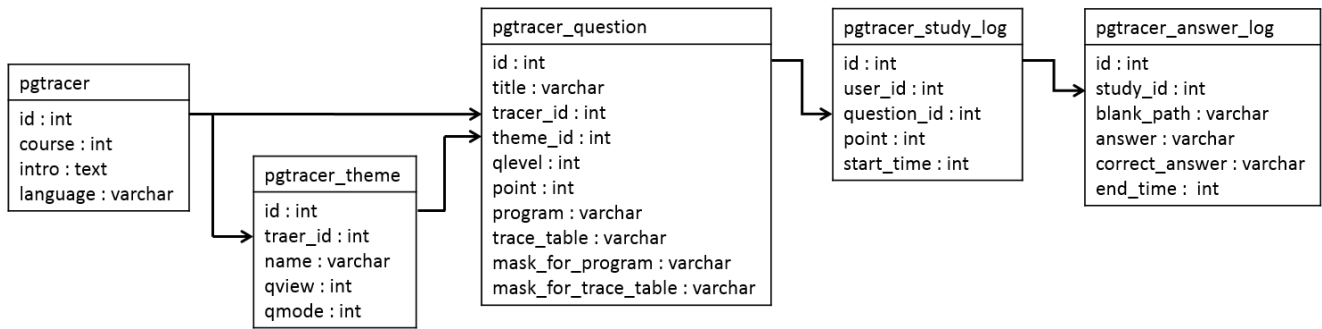 pgtracer
id : int
course : int
intro : text
language : varchar
pgtracer_theme
id : int
traer_id : int
name : varchar
qview : int
qmode : int
pgtracer_question
id : int
title : varchar
tracer_id : int
theme_id : int
qlevel : int
point : int
program : varchar
trace_table : varchar
mask_for_program : varchar
mask_for_trace_table : varchar
pgtracer_study_log
id : int
user_id : int
question_id : int
point : int
start_time : int
pgtracer_answer_log
id : int
study_id : int
blank_path : varchar
answer : varchar
correct_answer : varchar
end_time :  int